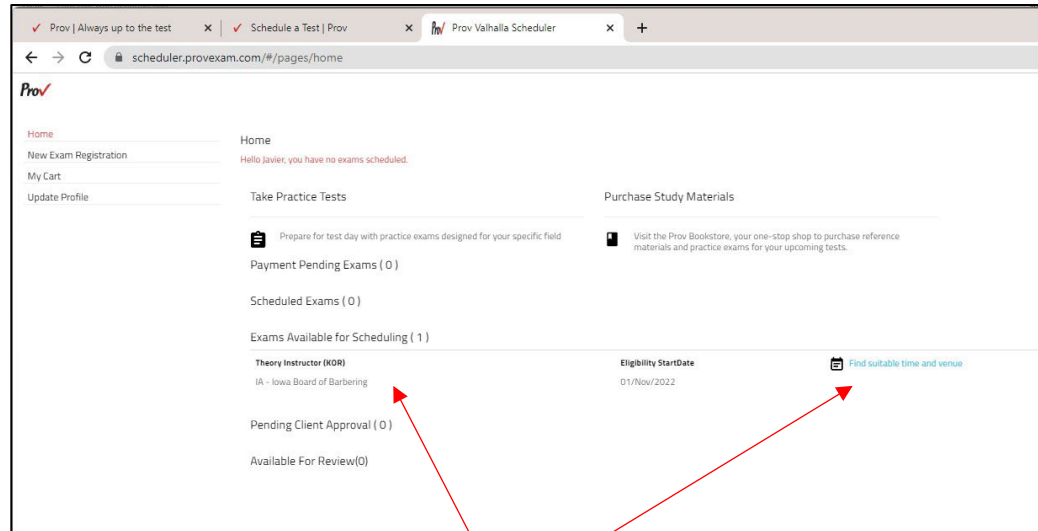 Prov | Always up to the test
Schedule a Test | Prov
Prov Valhalla Scheduler
scheduler.provexam.com/#/pages/home
Prov
Home
New Exam Registration
My Cart
Update Profile
Home
Hello Javier, you have no exams scheduled.
Take Practice Tests
Prepare for test day with practice exams designed for your specific field
Purchase Study Materials
Visit the Prov Bookstore, your one-stop shop to purchase reference
materials and practice exams for your upcoming tests.
Payment Pending Exams ( 0 )
Scheduled Exams ( 0 )
Exams Available for Scheduling ( 1 )
Theory Instructor (KOR)
IA - Iowa Board of Barbering
Eligibility StartDate
01/Nov/2022
Find suitable time and venue
Pending Client Approval ( 0 )
Available For Review(0)